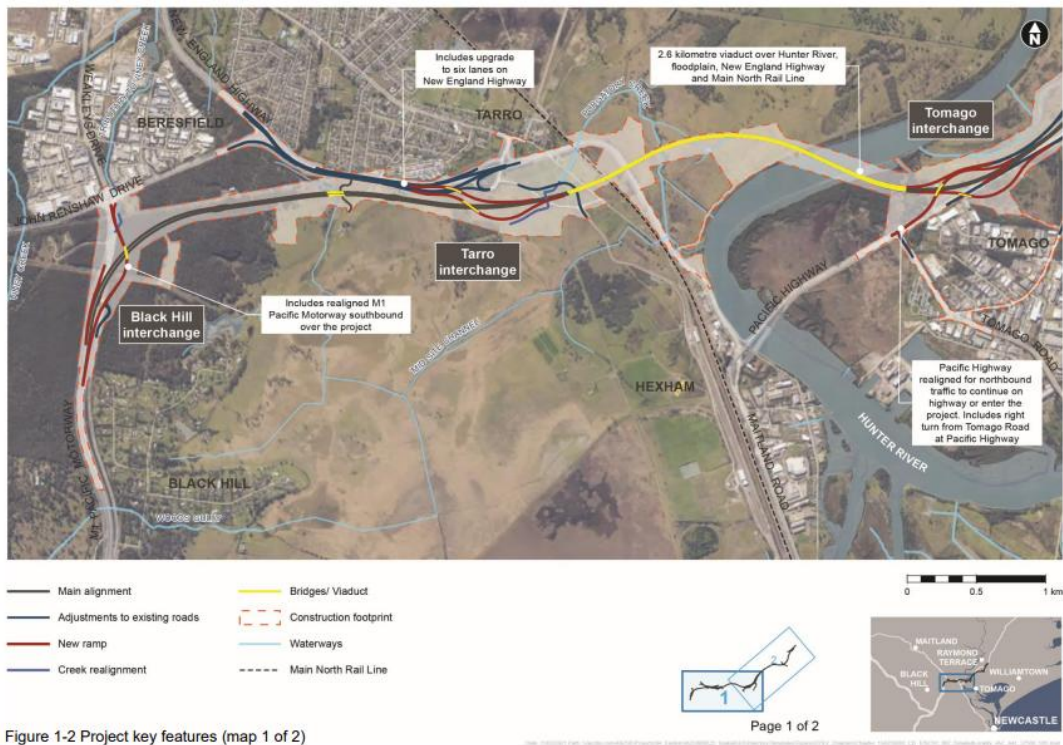 NEW ENGLAND HIGHWAY
WEAKLEYS DRIVE
BERESFIELD
Includes upgrade
to six lanes on
New England Highway
TARRO
2.6 kilometre viaduct over Hunter River,
floodplain, New England Highway
and Main North Rail Line
N
Tomago
interchange
PURGATORY CREEK
JOHN RENSHAW DRIVE
VINEY CREEK
Tarro
interchange
TOMAGO
Black Hill
interchange
Includes realigned M1
Pacific Motorway southbound
over the project
PACIFIC HIGHWAY
TOMAGO ROAD
HEXHAM
Pacific Highway
realigned for northbound
traffic to continue on
highway or enter the
project. Includes right
turn from Tomago Road
at Pacific Highway
MAITLAND ROAD
HUNTER RIVER
M1 PACIFIC MOTORWAY
BLACK HILL
WOODS GULLY
Main alignment
Adjustments to existing roads
New ramp
Creek realignment
Bridges/ Viaduct
Construction footprint
Waterways
Main North Rail Line
0 0.5 1 km
1
2
Page 1 of 2
MAITLAND
RAYMOND
TERRACE
BLACK
HILL
WILLIAMTOWN
TOMAGO
NEWCASTLE
Figure 1-2 Project key features (map 1 of 2)